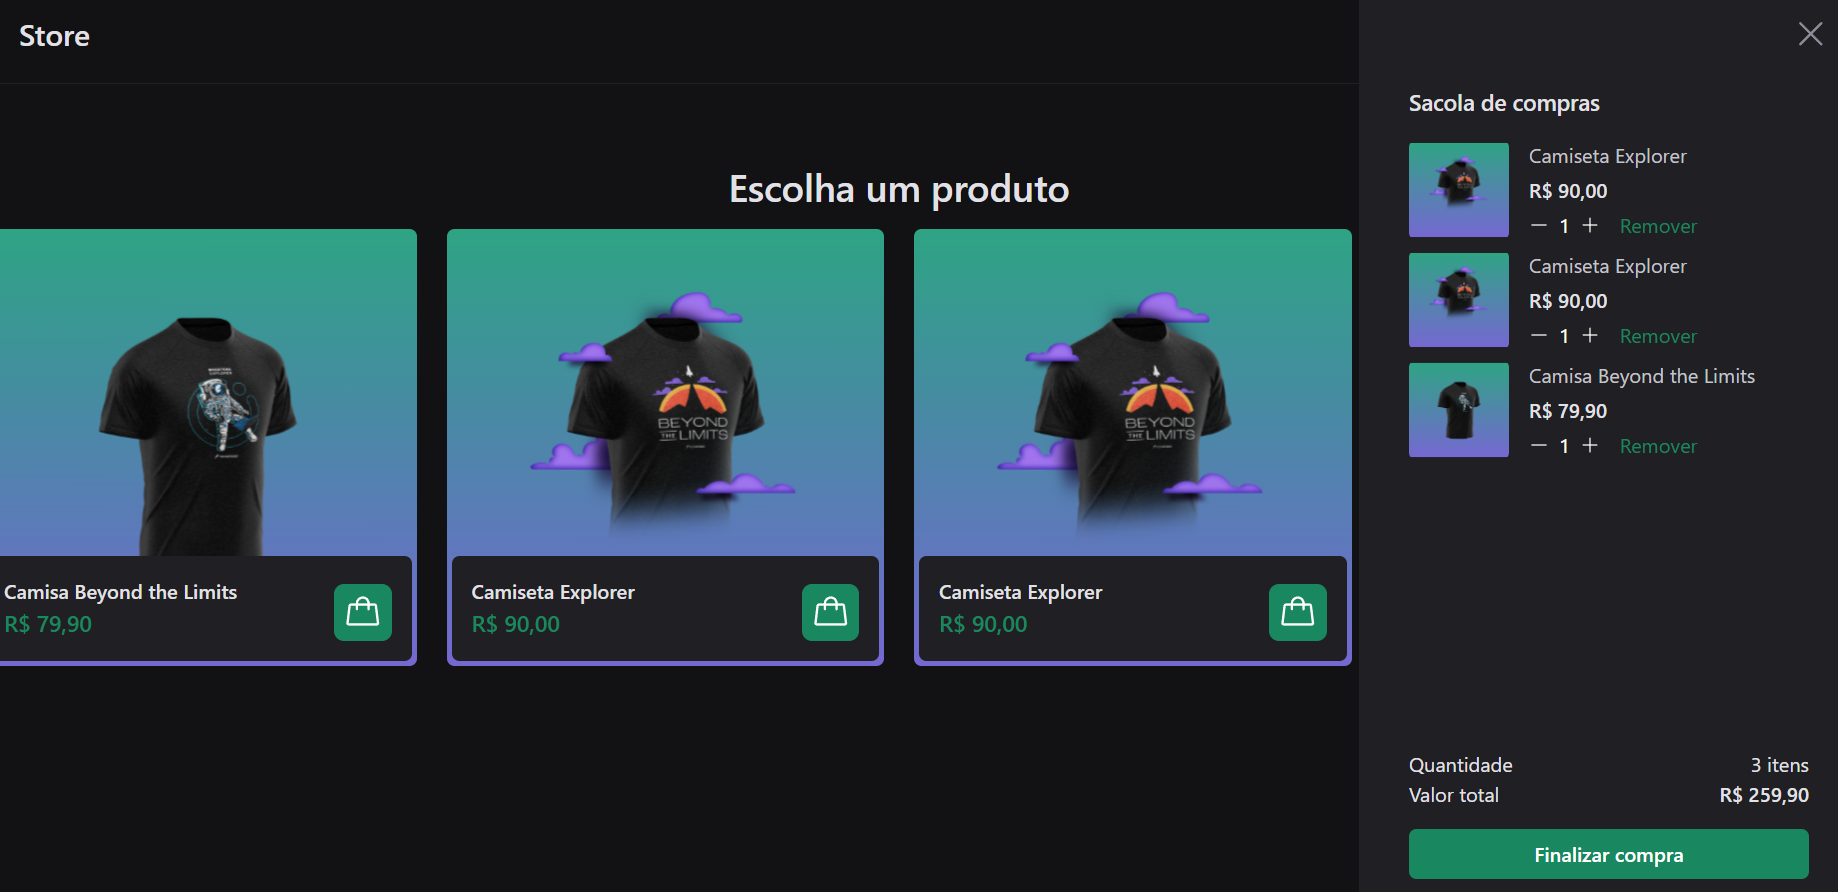 Store
Escolha um produto
BEYOND
THE LIMITS
BEYOND
THE LIMITS
Camisa Beyond the Limits
R$ 79,90
Camiseta Explorer
R$ 90,00
Camiseta Explorer
R$ 90,00
Sacola de compras
Camiseta Explorer
R$ 90,00
1
Remover
Camiseta Explorer
R$ 90,00
1
Remover
Camisa Beyond the Limits
R$ 79,90
1
Remover
Quantidade 3 itens
Valor total R$ 259,90
Finalizar compra